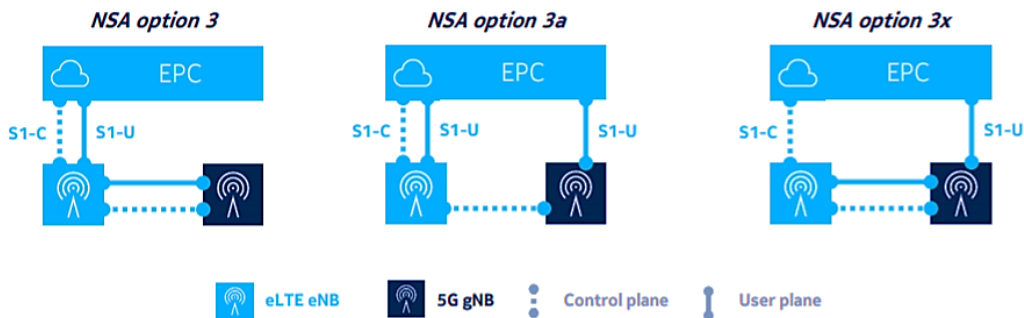 NSA option 3
NSA option 3a
NSA option 3x
EPC
EPC
EPC
S1-C
S1-U
S1-C
S1-U
S1-U
S1-C
S1-U
eLTE eNB
5G gNB
Control plane
User plane